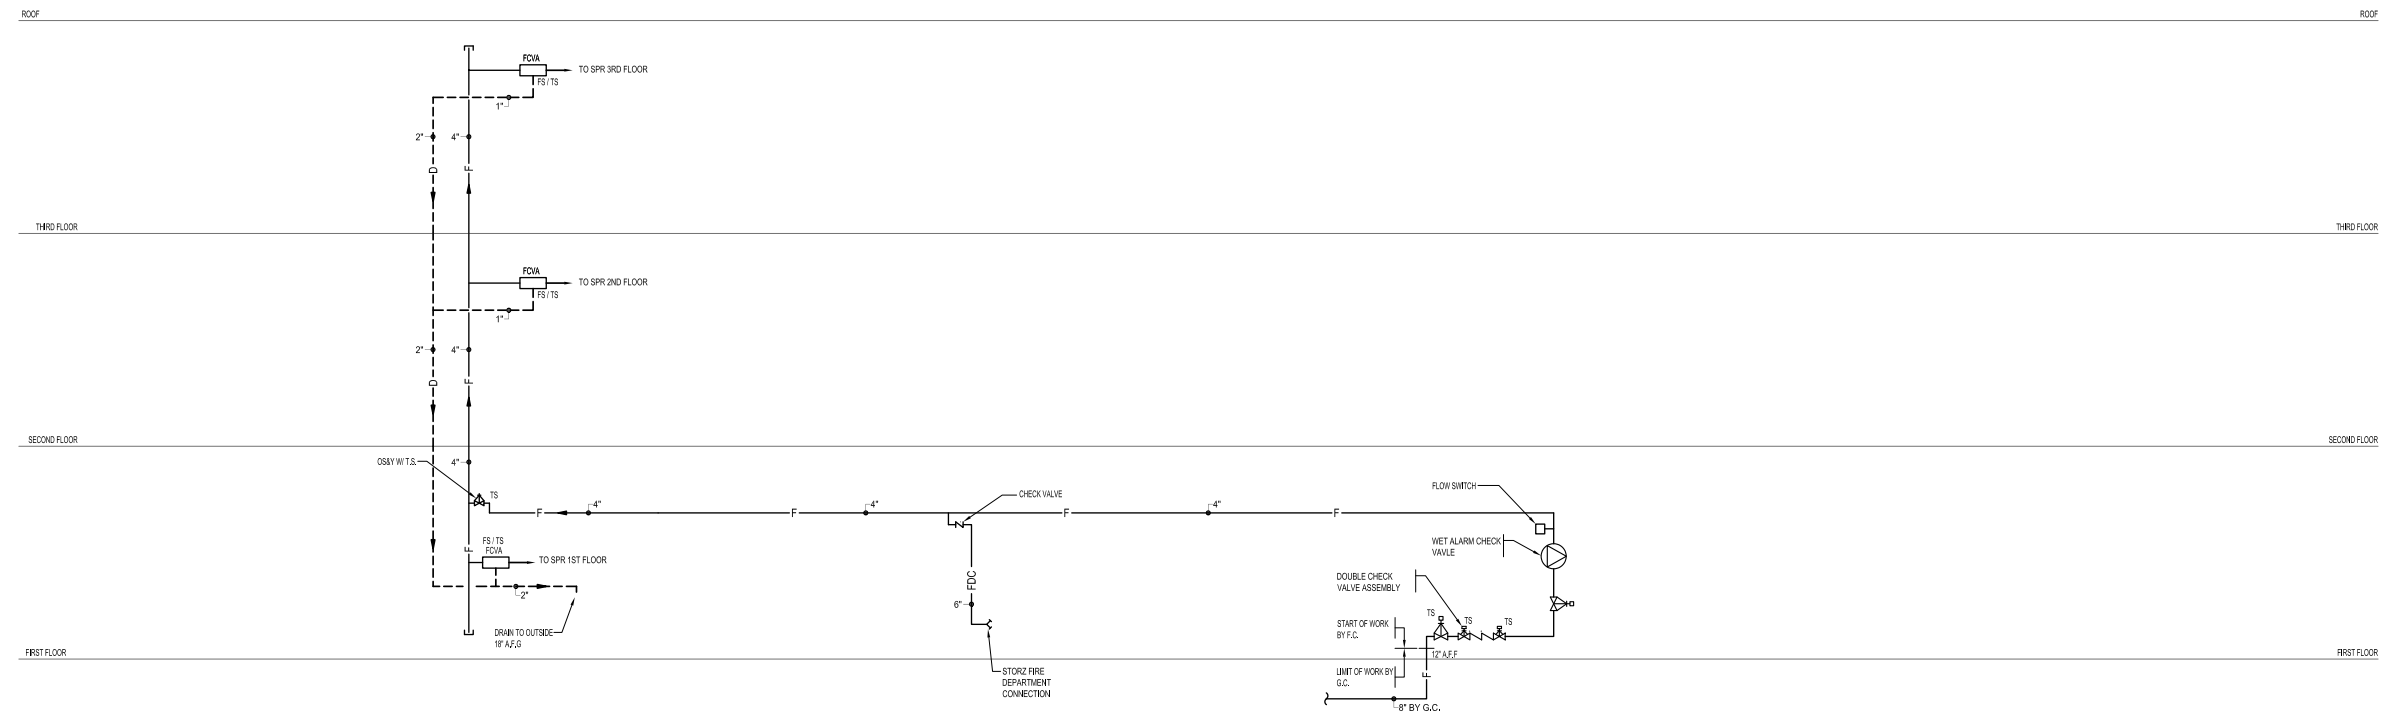 ROOF
ROOF
FCVA
TO SPR 3RD FLOOR
FS / TS
1"
2"
4"
D
F
THIRD FLOOR
THIRD FLOOR
FCVA
TO SPR 2ND FLOOR
FS / TS
1"
2"
4"
D
F
SECOND FLOOR
SECOND FLOOR
OS&Y W/ T.S.
4"
TS
F
4"
F
4"
CHECK VALVE
F
4"
F
FLOW SWITCH
WET ALARM CHECK
VAVLE
F
FS / TS
FCVA
TO SPR 1ST FLOOR
2"
DRAIN TO OUTSIDE
18" A.F.G
FDC
6"
STORZ FIRE
DEPARTMENT
CONNECTION
DOUBLE CHECK
VALVE ASSEMBLY
TS
TS
TS
START OF WORK
BY F.C.
12" A.F.F
LIMIT OF WORK BY
G.C.
F
8" BY G.C.
FIRST FLOOR
FIRST FLOOR